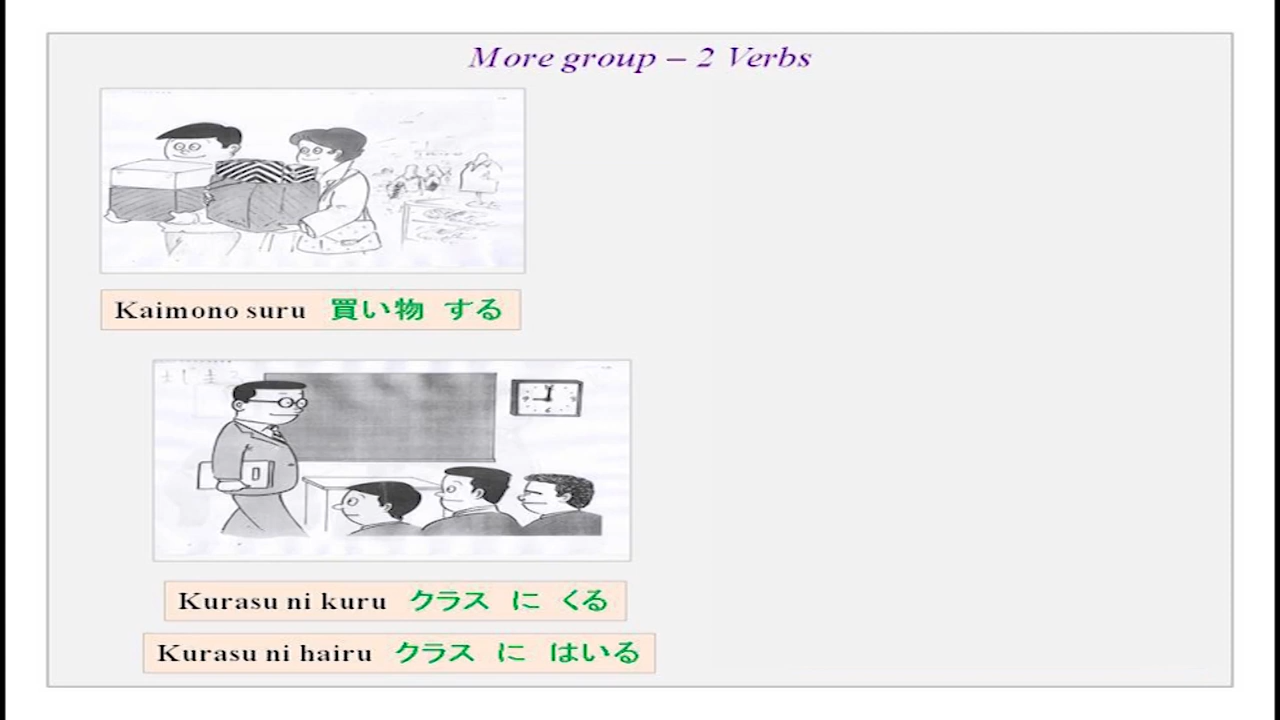 More group – 2 Verbs
Kaimono suru 買い物 する
Kurasu ni kuru クラス に くる
Kurasu ni hairu クラス に はいる